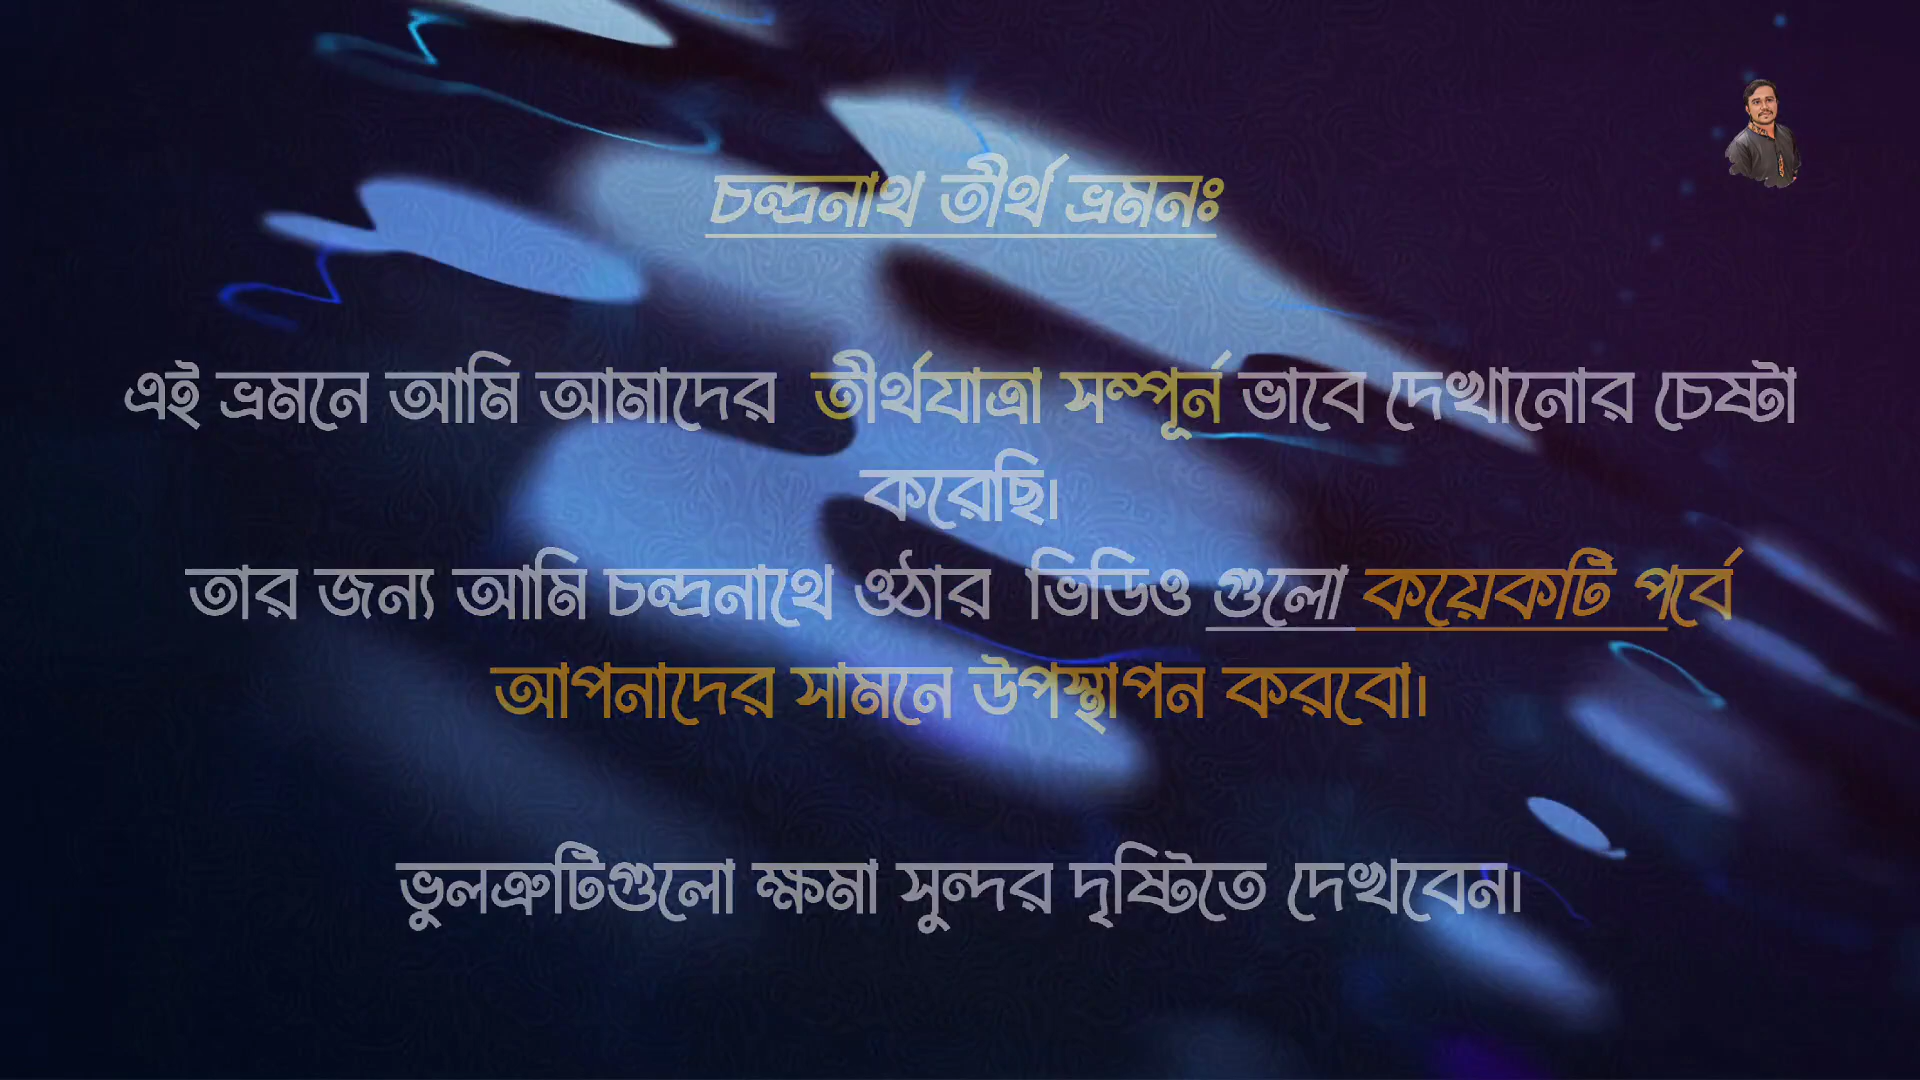 চন্দ্রনাথ তীর্থ ভ্রমনঃ
এই ভ্রমনে আমি আমাদের তীর্থযাত্রা সম্পূর্ন ভাবে দেখানোর চেষ্টা
করেছি।
তার জন্য আমি চন্দ্রনাথে ওঠার ভিডিও গুলো কয়েকটি পর্বে
আপনাদের সামনে উপস্থাপন করবো।
ভুলত্রুটিগুলো ক্ষমা সুন্দর দৃষ্টিতে দেখবেন।